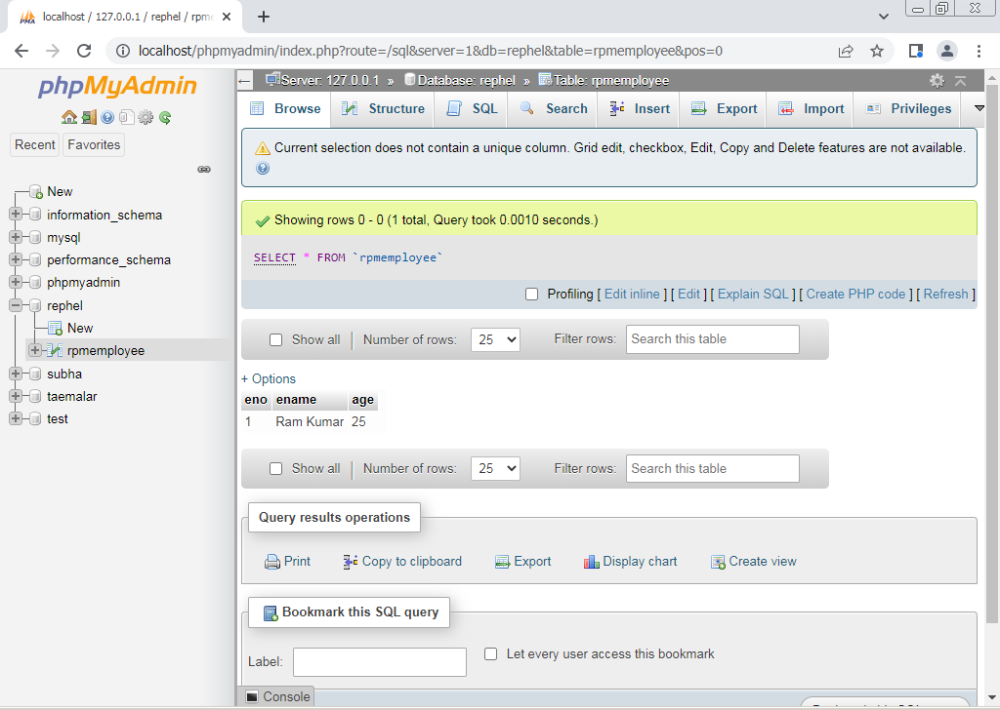 localhost / 127.0.0.1 / rephel / rpme
localhost/phpmyadmin/index.php?route=/sql&server=1&db=rephel&table=rpmemployee&pos=0
phpMyAdmin
Recent
Favorites
New
information_schema
mysql
performance_schema
phpmyadmin
rephel
New
rpmemployee
subha
taemalar
test
Server: 127.0.0.1 » Database: rephel » Table: rpmemployee
Browse Structure SQL Search Insert Export Import Privileges
Current selection does not contain a unique column. Grid edit, checkbox, Edit, Copy and Delete features are not available.
Showing rows 0 - 0 (1 total, Query took 0.0010 seconds.)
SELECT * FROM `rpmemployee`
Profiling [ Edit inline ] [ Edit ] [ Explain SQL ] [ Create PHP code ] [ Refresh ]
Show all Number of rows: 25 Filter rows: Search this table
+ Options
eno ename age
1 Ram Kumar 25
Show all Number of rows: 25 Filter rows: Search this table
Query results operations
Print Copy to clipboard Export Display chart Create view
Bookmark this SQL query
Label: Let every user access this bookmark
Console